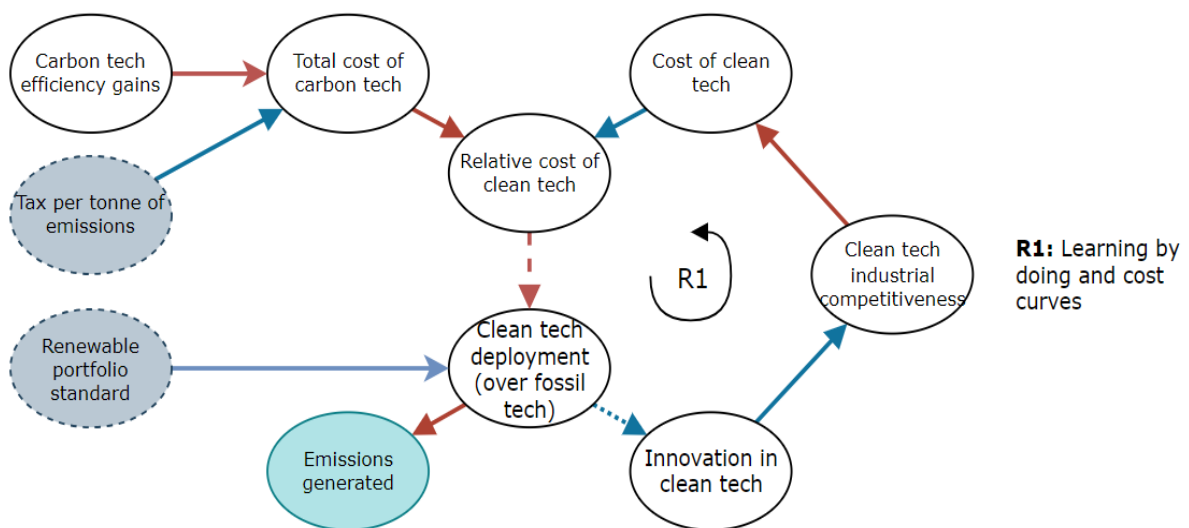 Carbon tech
efficiency gains
Total cost of
carbon tech
Cost of clean
tech
Relative cost of
clean tech
Tax per tonne of
emissions
R1
Clean tech
industrial
competitiveness
R1: Learning by
doing and cost
curves
Renewable
portfolio
standard
Clean tech
deployment
(over fossil
tech)
Emissions
generated
Innovation in
clean tech